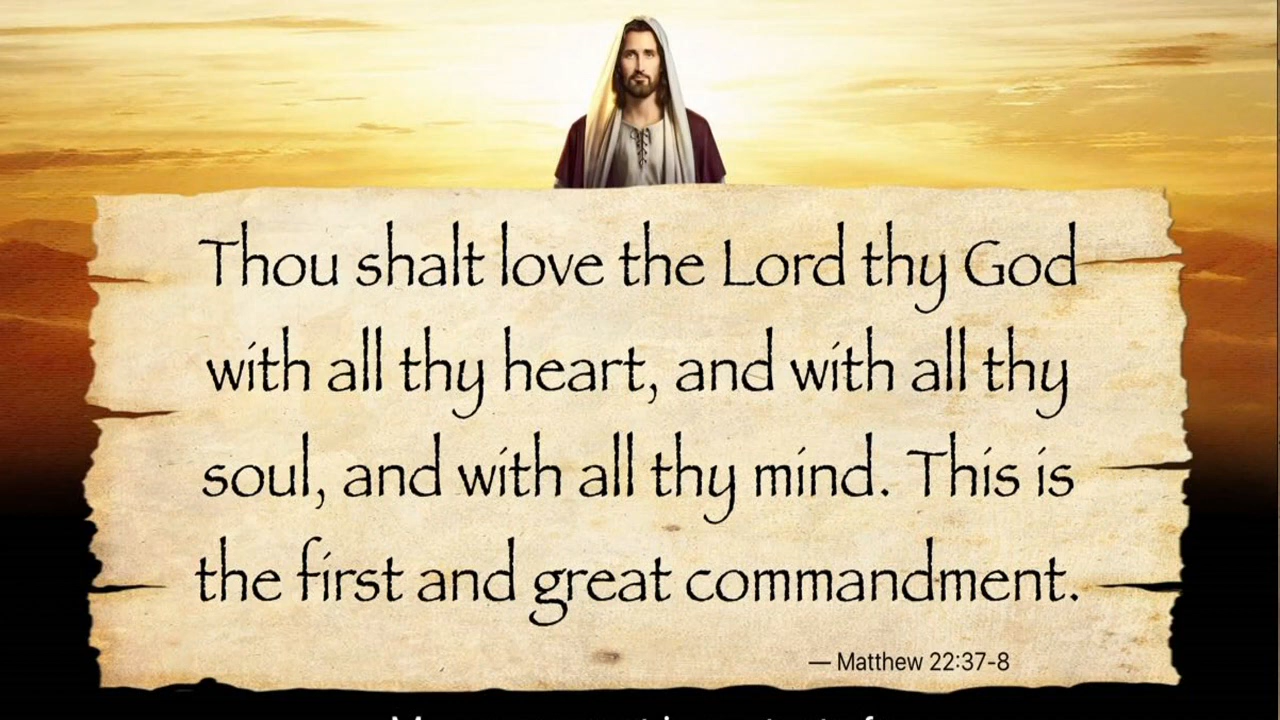 Thou shalt love the Lord thy God
with all thy heart, and with all thy
soul, and with all thy mind. This is
the first and great commandment.
— Matthew 22:37-8